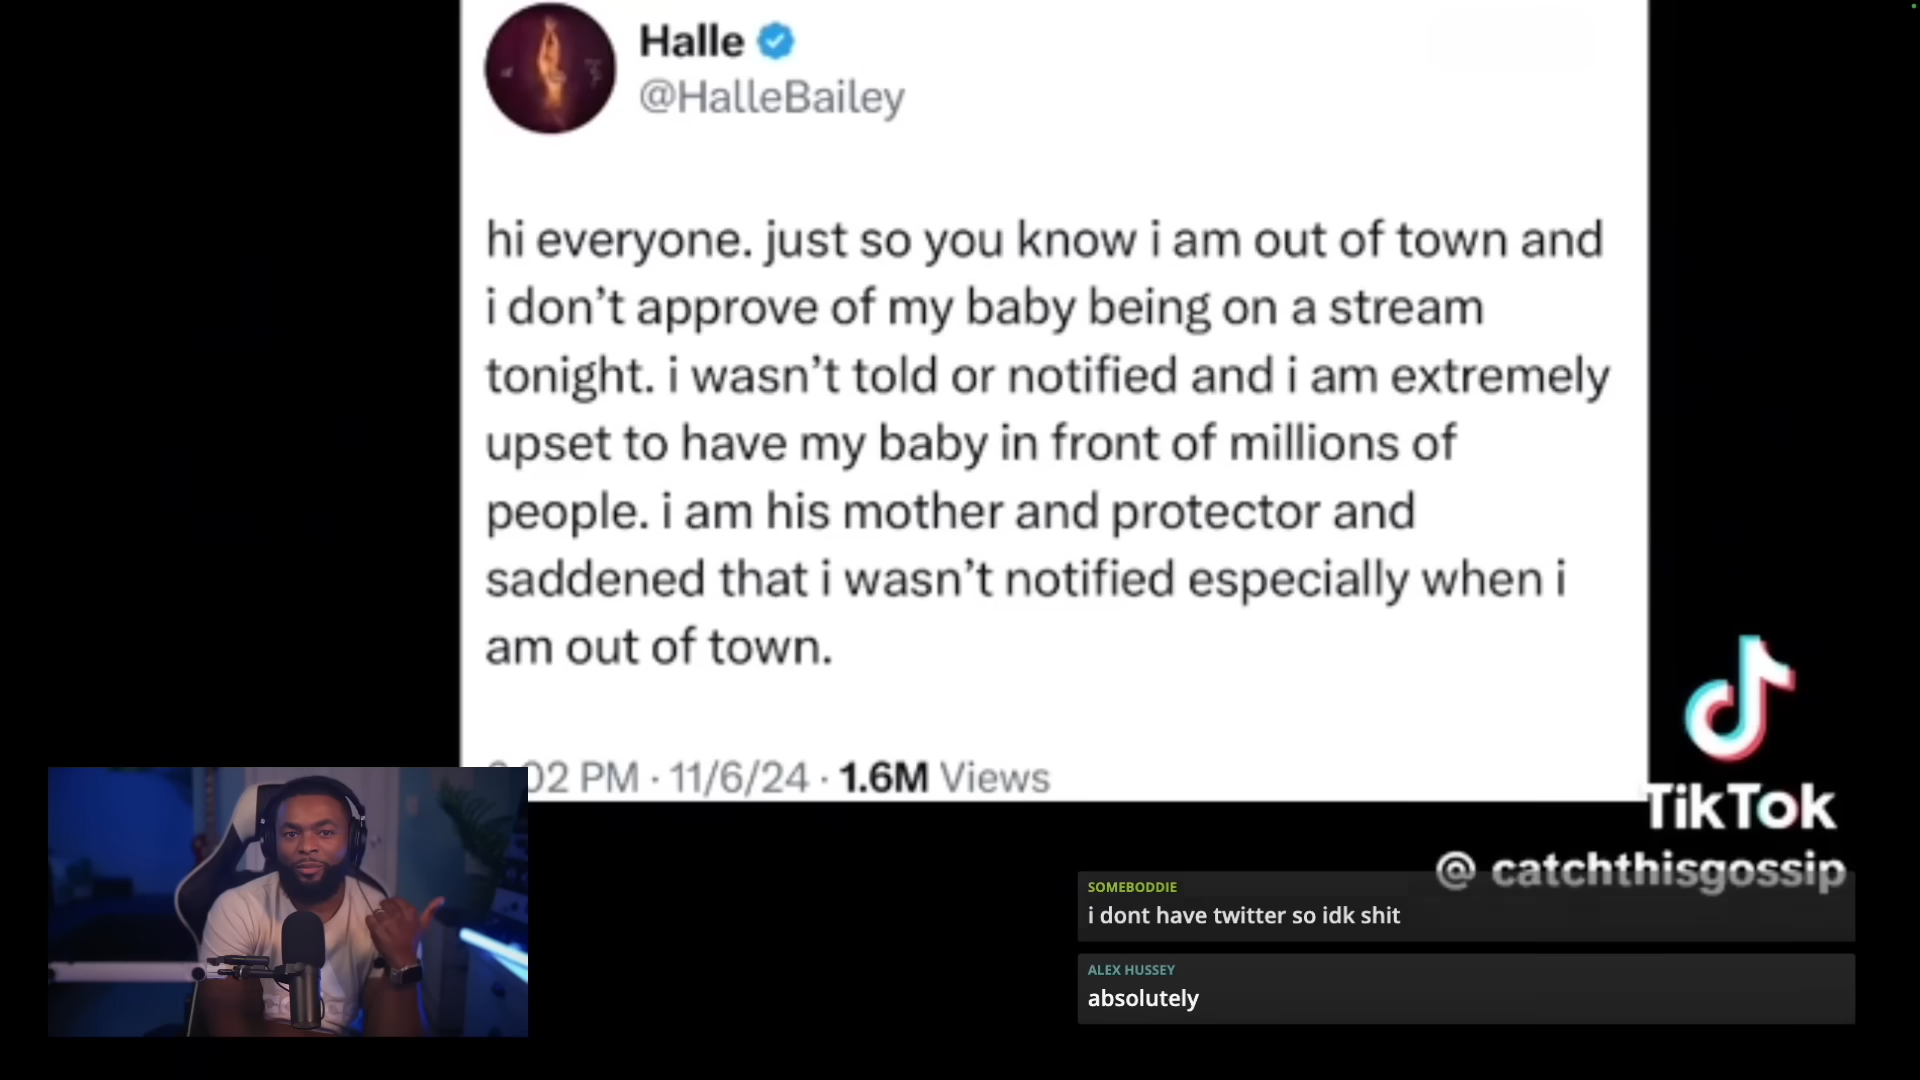 Halle
@HalleBailey
hi everyone. just so you know i am out of town and
i don’t approve of my baby being on a stream
tonight. i wasn’t told or notified and i am extremely
upset to have my baby in front of millions of
people. i am his mother and protector and
saddened that i wasn’t notified especially when i
am out of town.
02 PM · 11/6/24 · 1.6M Views
TikTok
@ catchthisgossip
SOMEBODDIE
i dont have twitter so idk shit
ALEX HUSSEY
absolutely